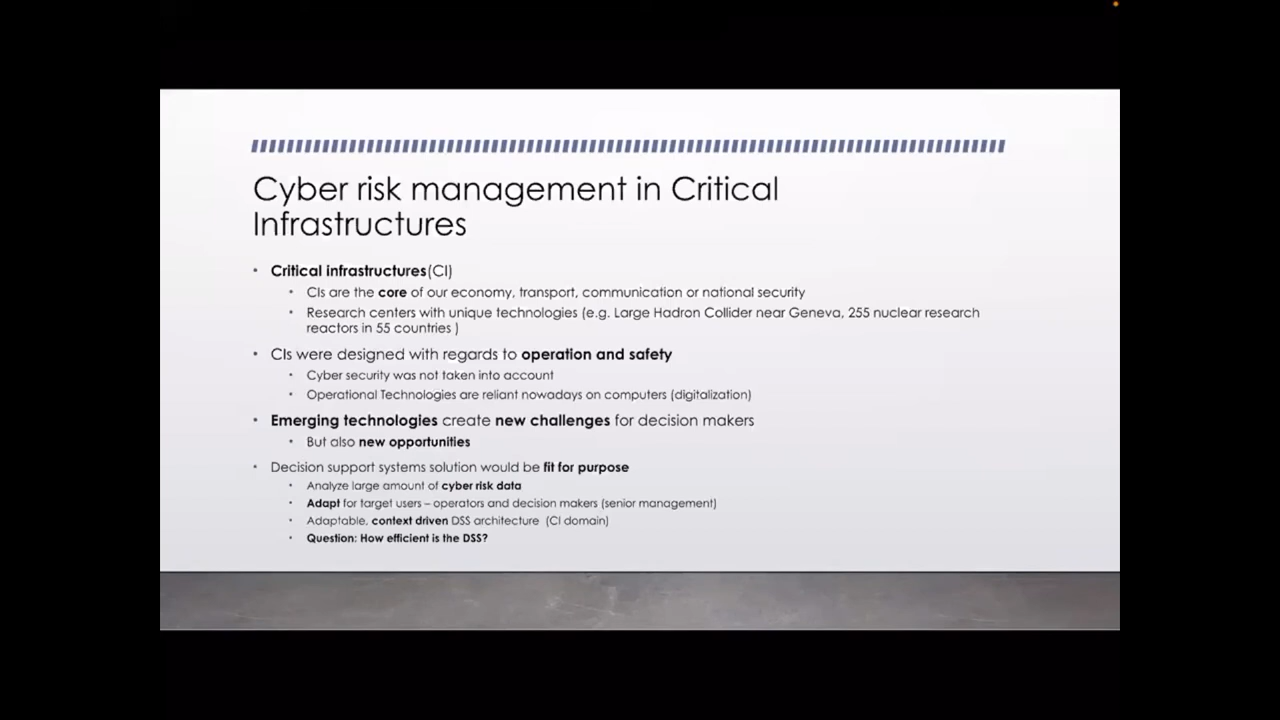 Cyber risk management in Critical
Infrastructures
• Critical infrastructures(CI)
• CIs are the core of our economy, transport, communication or national security
• Research centers with unique technologies (e.g. Large Hadron Collider near Geneva, 255 nuclear research
reactors in 55 countries )
• CIs were designed with regards to operation and safety
• Cyber security was not taken into account
• Operational Technologies are reliant nowadays on computers (digitalization)
• Emerging technologies create new challenges for decision makers
• But also new opportunities
• Decision support systems solution would be fit for purpose
• Analyze large amount of cyber risk data
• Adapt for target users – operators and decision makers (senior management)
• Adaptable, context driven DSS architecture (CI domain)
• Question: How efficient is the DSS?